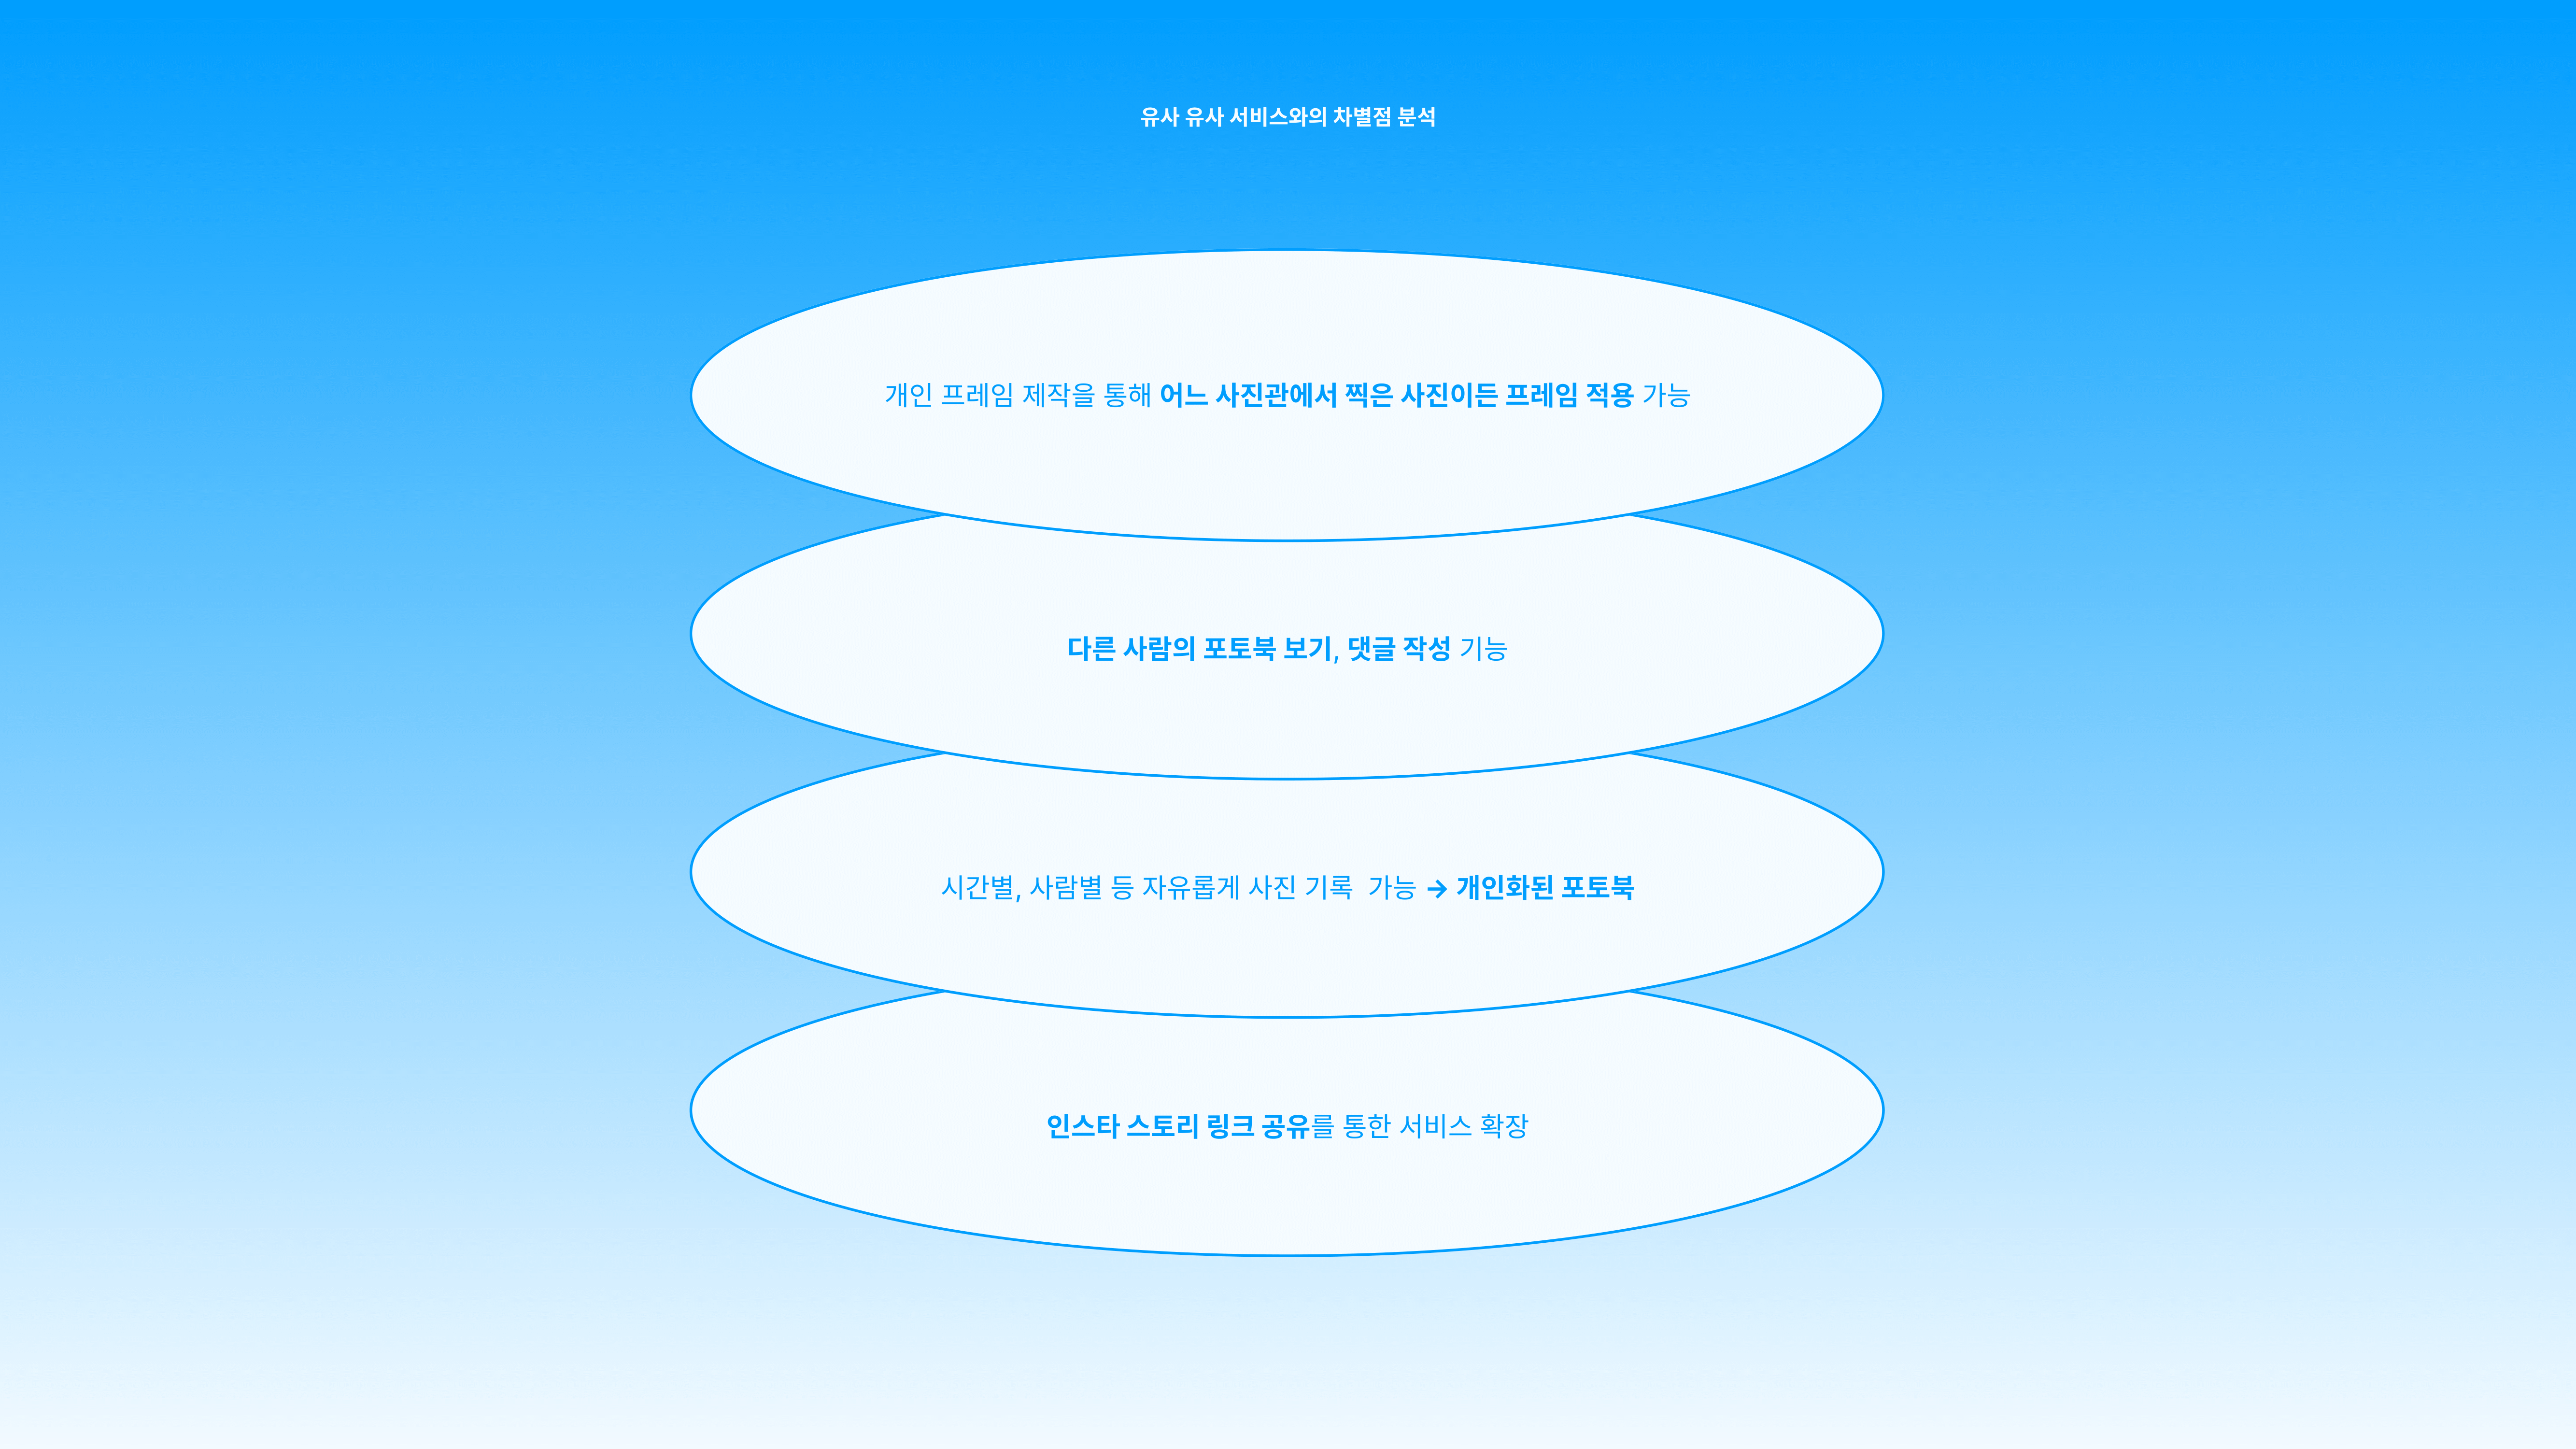 유사 유사 서비스와의 차별점 분석
개인 프레임 제작을 통해 어느 사진관에서 찍은 사진이든 프레임 적용 가능
다른 사람의 포토북 보기, 댓글 작성 기능
시간별, 사람별 등 자유롭게 사진 기록  가능 → 개인화된 포토북
인스타 스토리 링크 공유를 통한 서비스 확장